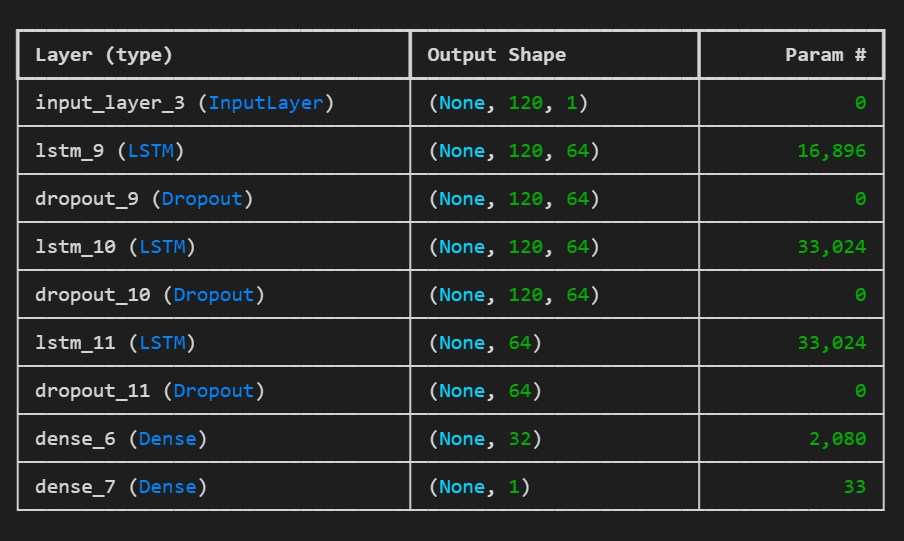 Layer (type) Output Shape Param #
input_layer_3 (InputLayer) (None, 120, 1) 0
lstm_9 (LSTM) (None, 120, 64) 16,896
dropout_9 (Dropout) (None, 120, 64) 0
lstm_10 (LSTM) (None, 120, 64) 33,024
dropout_10 (Dropout) (None, 120, 64) 0
lstm_11 (LSTM) (None, 64) 33,024
dropout_11 (Dropout) (None, 64) 0
dense_6 (Dense) (None, 32) 2,080
dense_7 (Dense) (None, 1) 33